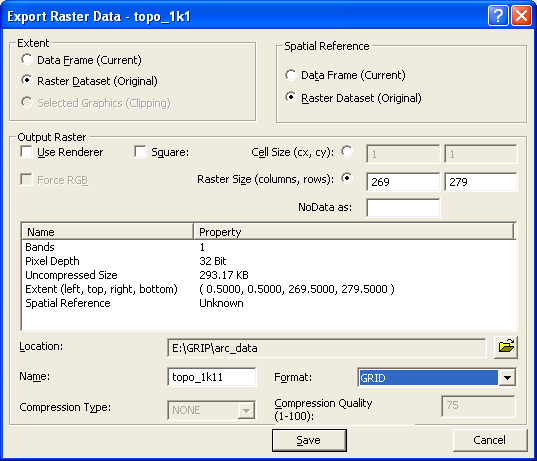 Export Raster Data - topo_1k1
Extent
Data Frame (Current)
Raster Dataset (Original)
Selected Graphics (Clipping)
Spatial Reference
Data Frame (Current)
Raster Dataset (Original)
Output Raster
Use Renderer
Square:
Cell Size (cx, cy):
1
1
Force RGB
Raster Size (columns, rows):
269
279
NoData as:
Name Property
Bands 1
Pixel Depth 32 Bit
Uncompressed Size 293.17 KB
Extent (left, top, right, bottom) ( 0.5000, 0.5000, 269.5000, 279.5000 )
Spatial Reference Unknown
Location: E:\GRIP\arc_data
Name: topo_1k11
Format: GRID
Compression Type: NONE
Compression Quality
(1-100):
75
Save
Cancel